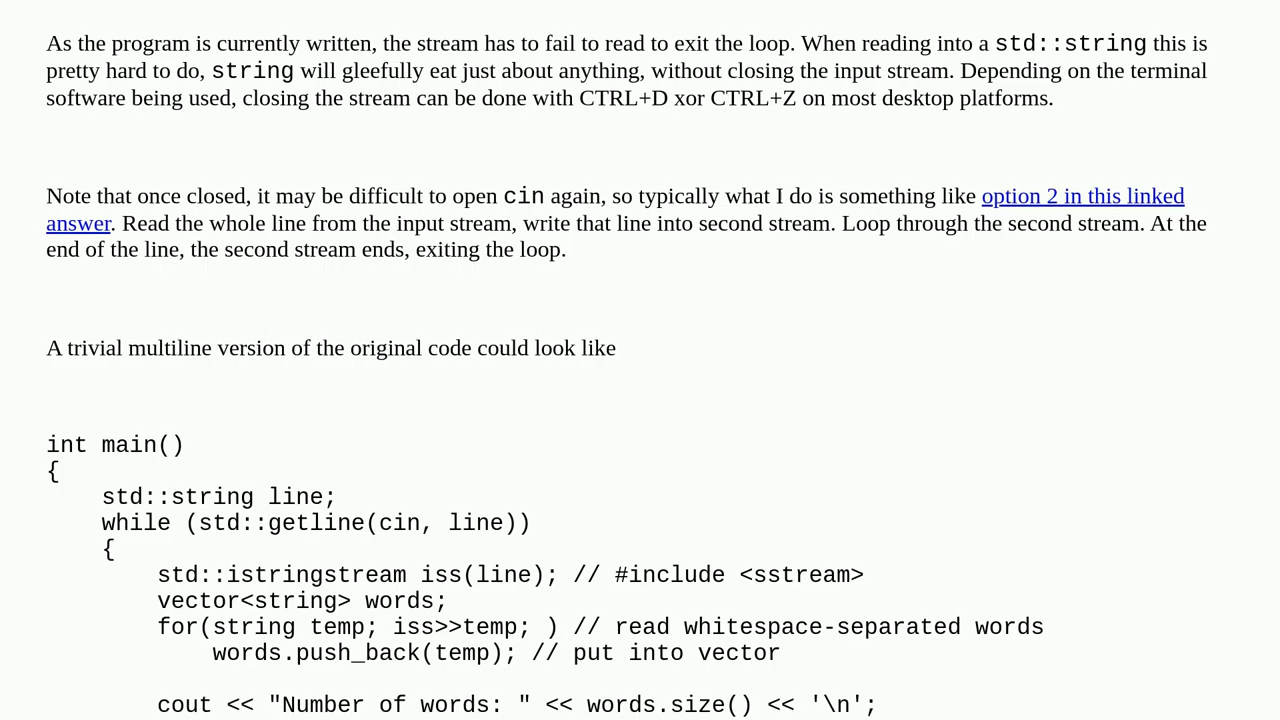 As the program is currently written, the stream has to fail to read to exit the loop. When reading into a std::string this is
pretty hard to do, string will gleefully eat just about anything, without closing the input stream. Depending on the terminal
software being used, closing the stream can be done with CTRL+D xor CTRL+Z on most desktop platforms.
Note that once closed, it may be difficult to open cin again, so typically what I do is something like option 2 in this linked
answer. Read the whole line from the input stream, write that line into second stream. Loop through the second stream. At the
end of the line, the second stream ends, exiting the loop.
A trivial multiline version of the original code could look like
int main()
{
    std::string line;
    while (std::getline(cin, line))
    {
        std::istringstream iss(line); // #include <sstream>
        vector<string> words;
        for(string temp; iss>>temp; ) // read whitespace-separated words
            words.push_back(temp); // put into vector
        cout << "Number of words: " << words.size() << '\n';